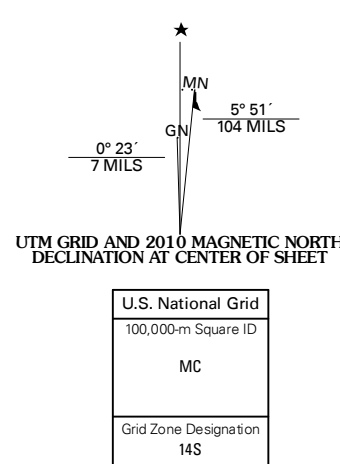 MN
GN
5° 51´
104 MILS
0° 23´
7 MILS
UTM GRID AND 2010 MAGNETIC NORTH
DECLINATION AT CENTER OF SHEET
U.S. National Grid
100,000-m Square ID
MC
Grid Zone Designation
14S